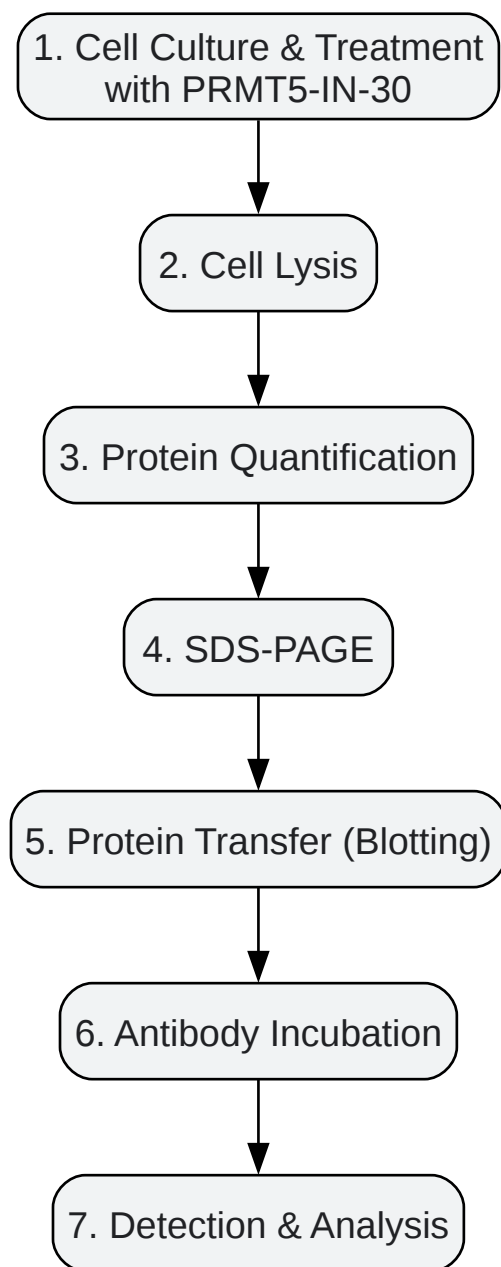 1. Cell Culture & Treatment
with PRMT5-IN-30
2. Cell Lysis
3. Protein Quantification
4. SDS-PAGE
5. Protein Transfer (Blotting)
6. Antibody Incubation
7. Detection & Analysis